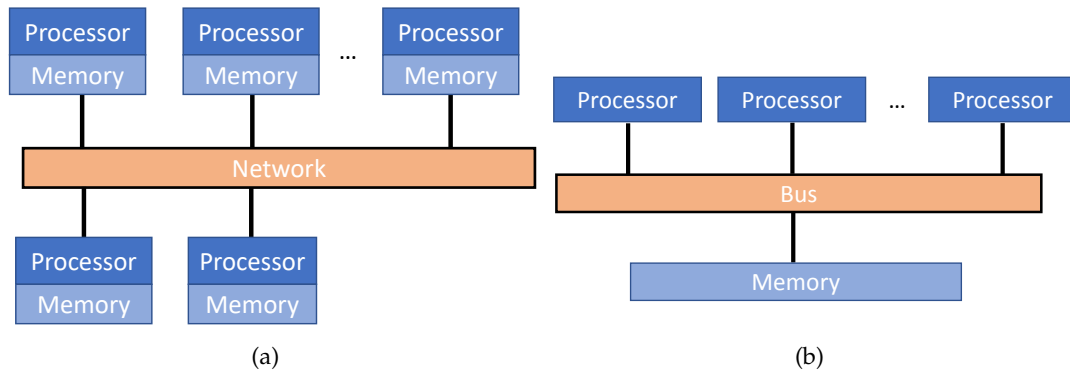 Processor
Memory
Processor
Memory
...
Processor
Memory
Network
Processor
Memory
Processor
Memory
(a)
Processor
Processor
...
Processor
Bus
Memory
(b)